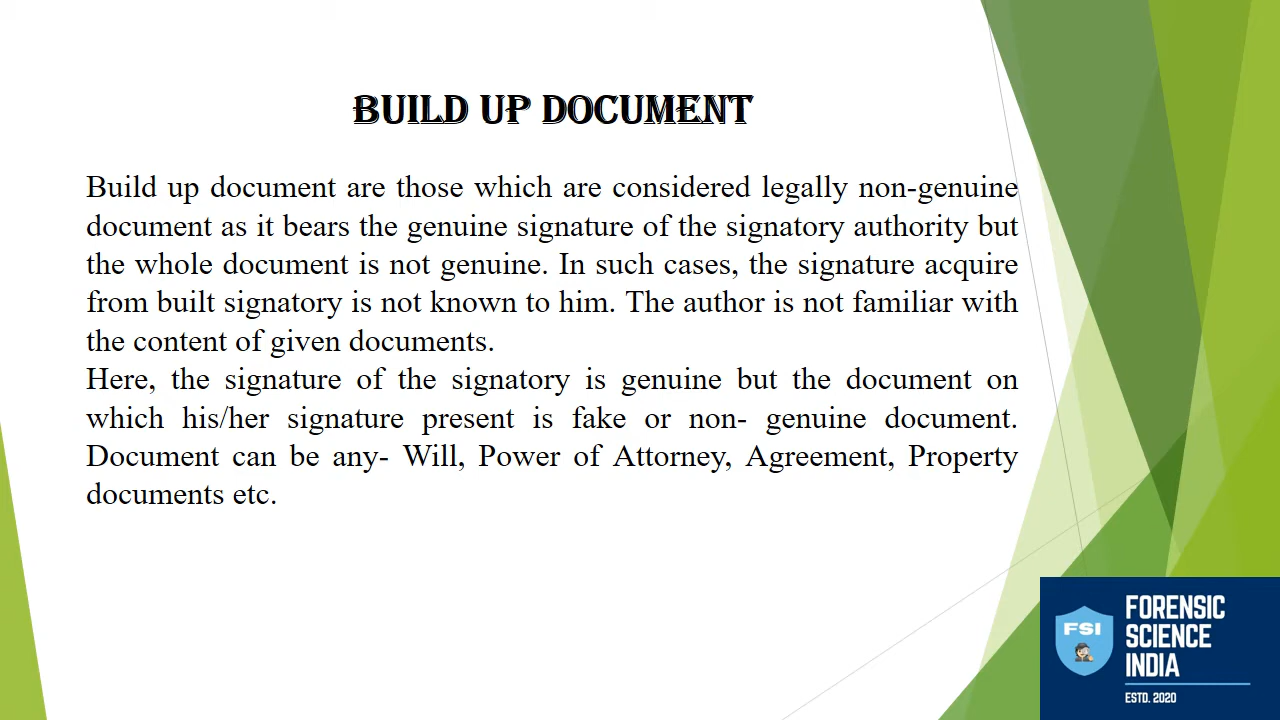 BUILD UP DOCUMENT
Build up document are those which are considered legally non-genuine
document as it bears the genuine signature of the signatory authority but
the whole document is not genuine. In such cases, the signature acquire
from built signatory is not known to him. The author is not familiar with
the content of given documents.
Here, the signature of the signatory is genuine but the document on
which his/her signature present is fake or non- genuine document.
Document can be any- Will, Power of Attorney, Agreement, Property
documents etc.
FSI
FORENSIC
SCIENCE
INDIA
ESTD. 2020